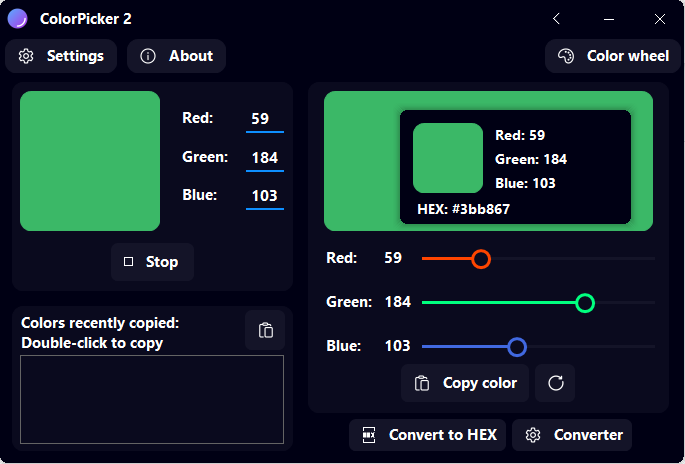 ColorPicker 2
Settings
About
Color wheel
Red: 59
Green: 184
Blue: 103
Stop
Colors recently copied:
Double-click to copy
Red: 59
Green: 184
Blue: 103
HEX: #3bb867
Red: 59
Green: 184
Blue: 103
Copy color
Convert to HEX
Converter